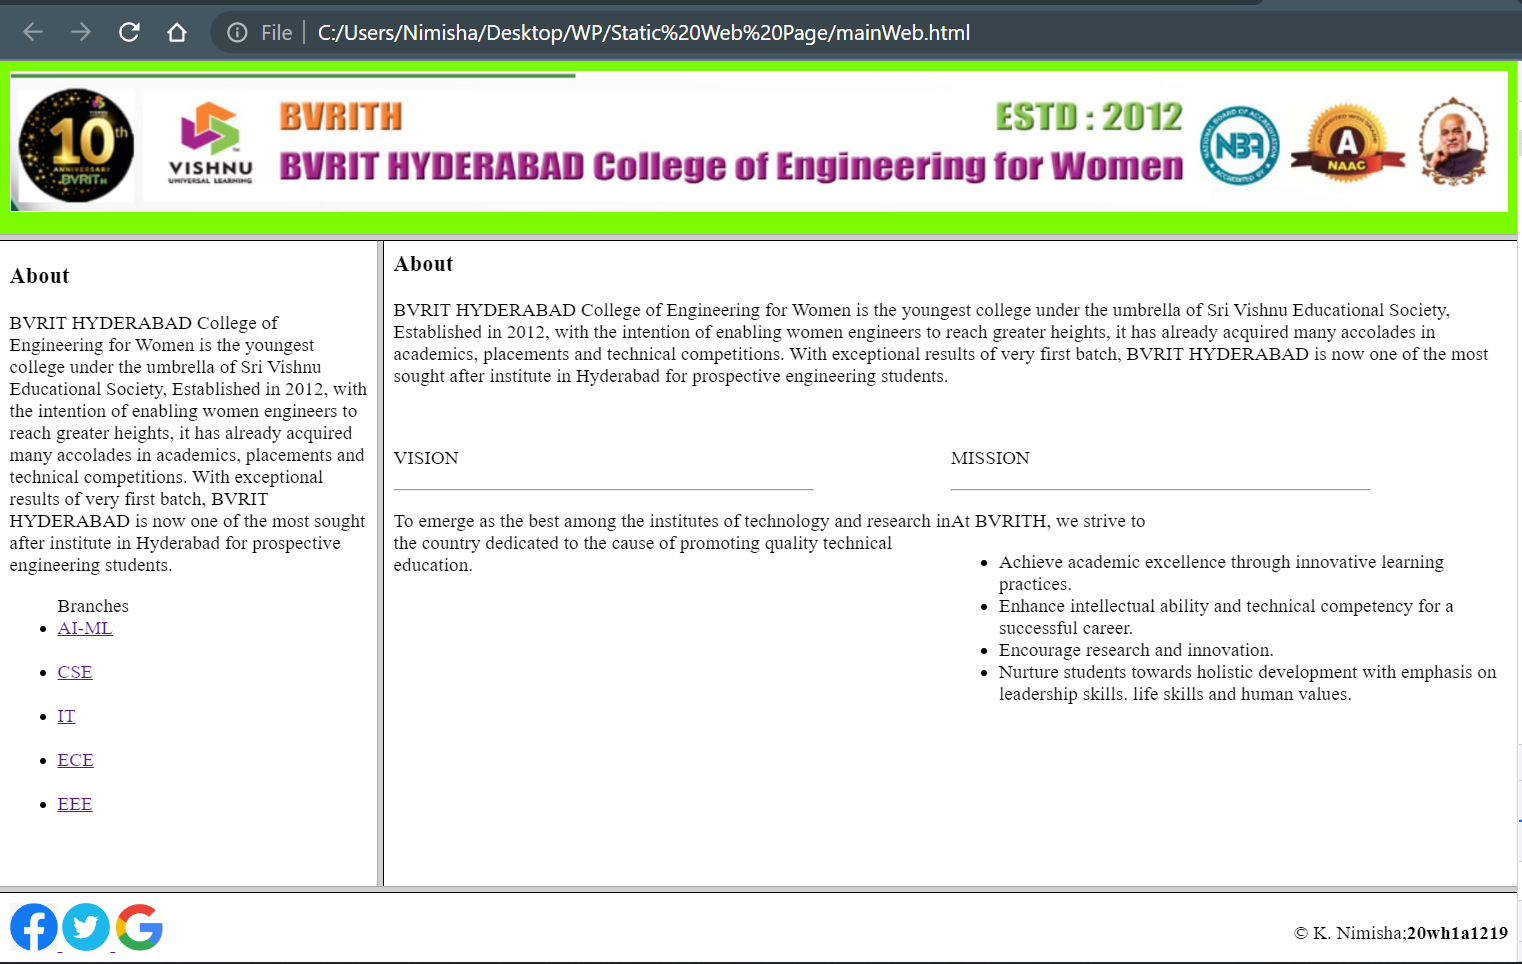 File C:/Users/Nimisha/Desktop/WP/Static%20Web%20Page/mainWeb.html
10th
ANNIVERSARY
BVRITH
VISHNU
UNIVERSAL LEARNING
BVRITH
ESTD : 2012
BVRIT HYDERABAD College of Engineering for Women
NATIONAL BOARD OF ACCREDITATION
NBA
ACCREDITED BY
ACCREDITED WITH GRADE
A
NAAC
About
BVRIT HYDERABAD College of
Engineering for Women is the youngest
college under the umbrella of Sri Vishnu
Educational Society, Established in 2012, with
the intention of enabling women engineers to
reach greater heights, it has already acquired
many accolades in academics, placements and
technical competitions. With exceptional
results of very first batch, BVRIT
HYDERABAD is now one of the most sought
after institute in Hyderabad for prospective
engineering students.
Branches
AI-ML
CSE
IT
ECE
EEE
About
BVRIT HYDERABAD College of Engineering for Women is the youngest college under the umbrella of Sri Vishnu Educational Society,
Established in 2012, with the intention of enabling women engineers to reach greater heights, it has already acquired many accolades in
academics, placements and technical competitions. With exceptional results of very first batch, BVRIT HYDERABAD is now one of the most
sought after institute in Hyderabad for prospective engineering students.
VISION
To emerge as the best among the institutes of technology and research in
the country dedicated to the cause of promoting quality technical
education.
MISSION
At BVRITH, we strive to
Achieve academic excellence through innovative learning
practices.
Enhance intellectual ability and technical competency for a
successful career.
Encourage research and innovation.
Nurture students towards holistic development with emphasis on
leadership skills. life skills and human values.
© K. Nimisha;20wh1a1219